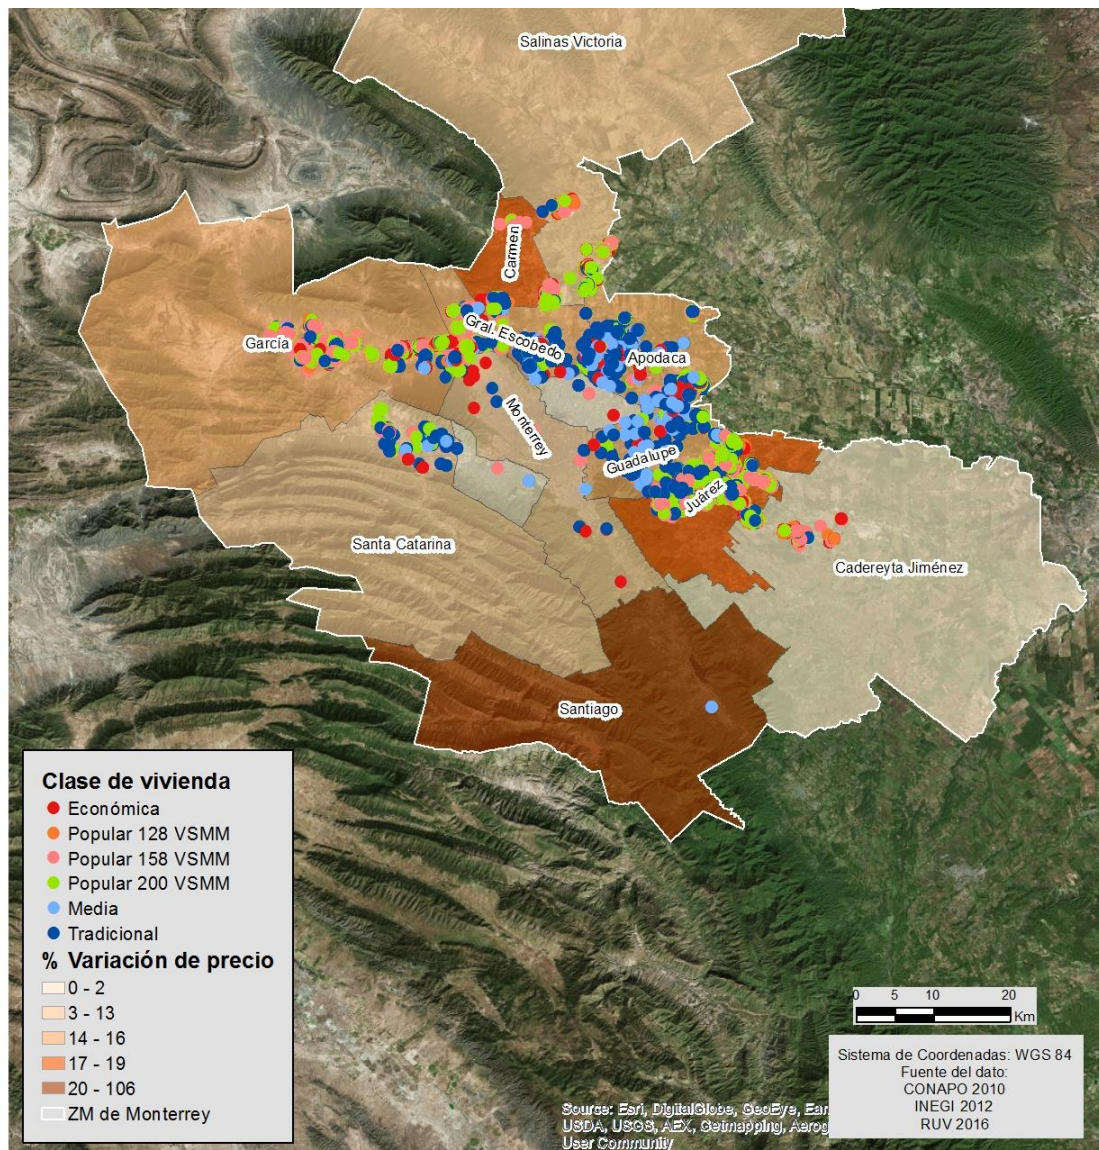 Salinas Victoria
Carmen
Gral. Escobedo
García
Apodaca
Monterrey
Guadalupe
Juárez
Santa Catarina
Cadereyta Jiménez
Santiago
Clase de vivienda
Económica
Popular 128 VSMM
Popular 158 VSMM
Popular 200 VSMM
Media
Tradicional
% Variación de precio
0 - 2
3 - 13
14 - 16
17 - 19
20 - 106
ZM de Monterrey
0 5 10 20
Km
Sistema de Coordenadas: WGS 84
Fuente del dato:
CONAPO 2010
INEGI 2012
RUV 2016
Source: Esri, DigitalGlobe, GeoEye, Ear
USDA, USGS, AEX, Getmapping, Aerog
User Community